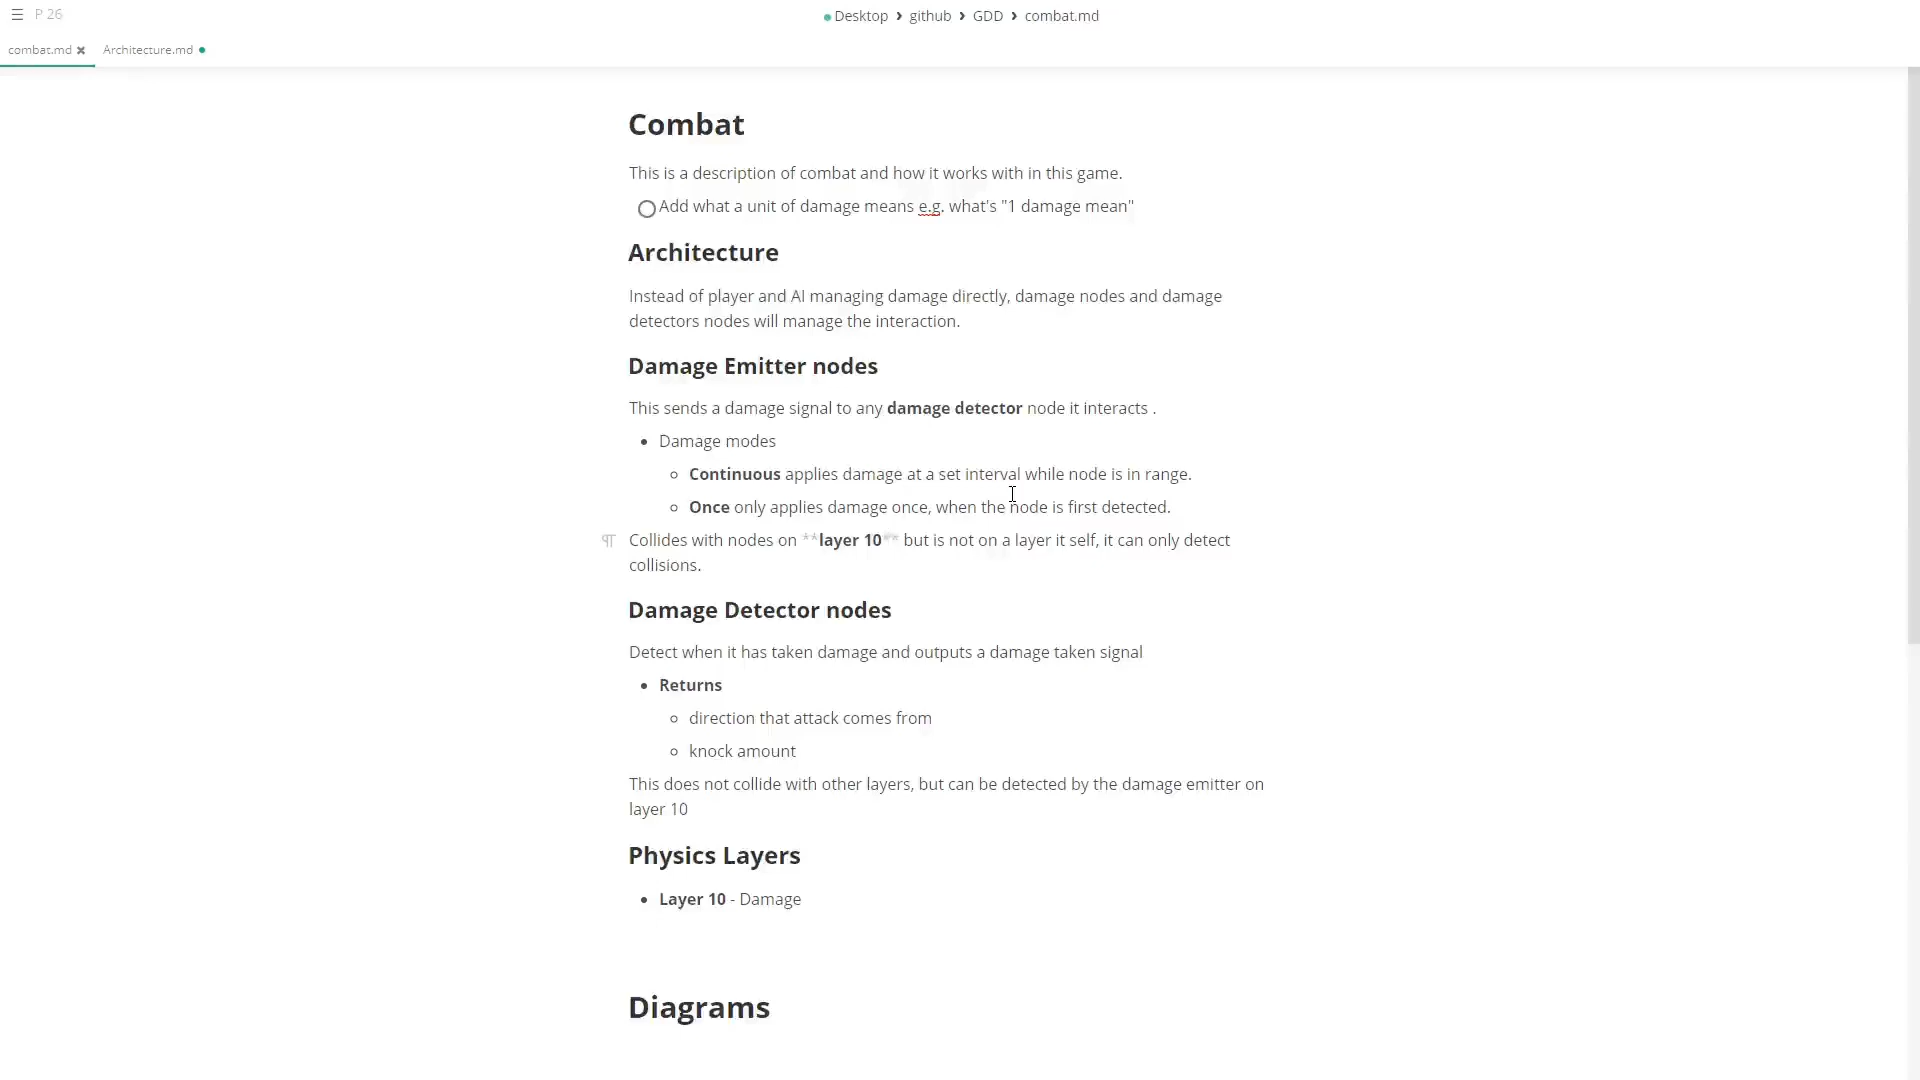 ☰ P 26
Desktop › github › GDD › combat.md
combat.md ✖ Architecture.md
Combat
This is a description of combat and how it works with in this game.
Add what a unit of damage means e.g. what's "1 damage mean"
Architecture
Instead of player and AI managing damage directly, damage nodes and damage
detectors nodes will manage the interaction.
Damage Emitter nodes
This sends a damage signal to any damage detector node it interacts .
• Damage modes
◦ Continuous applies damage at a set interval while node is in range.
◦ Once only applies damage once, when the node is first detected.
¶ Collides with nodes on **layer 10** but is not on a layer it self, it can only detect
collisions.
Damage Detector nodes
Detect when it has taken damage and outputs a damage taken signal
• Returns
◦ direction that attack comes from
◦ knock amount
This does not collide with other layers, but can be detected by the damage emitter on
layer 10
Physics Layers
• Layer 10 - Damage
Diagrams